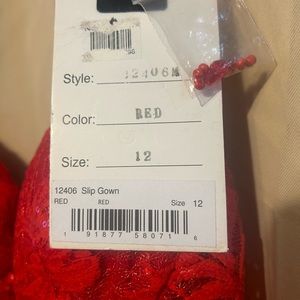 Style: 12406M
Color: RED
Size: 12
12406 Slip Gown
RED RED Size 12
1 91877 58071 6